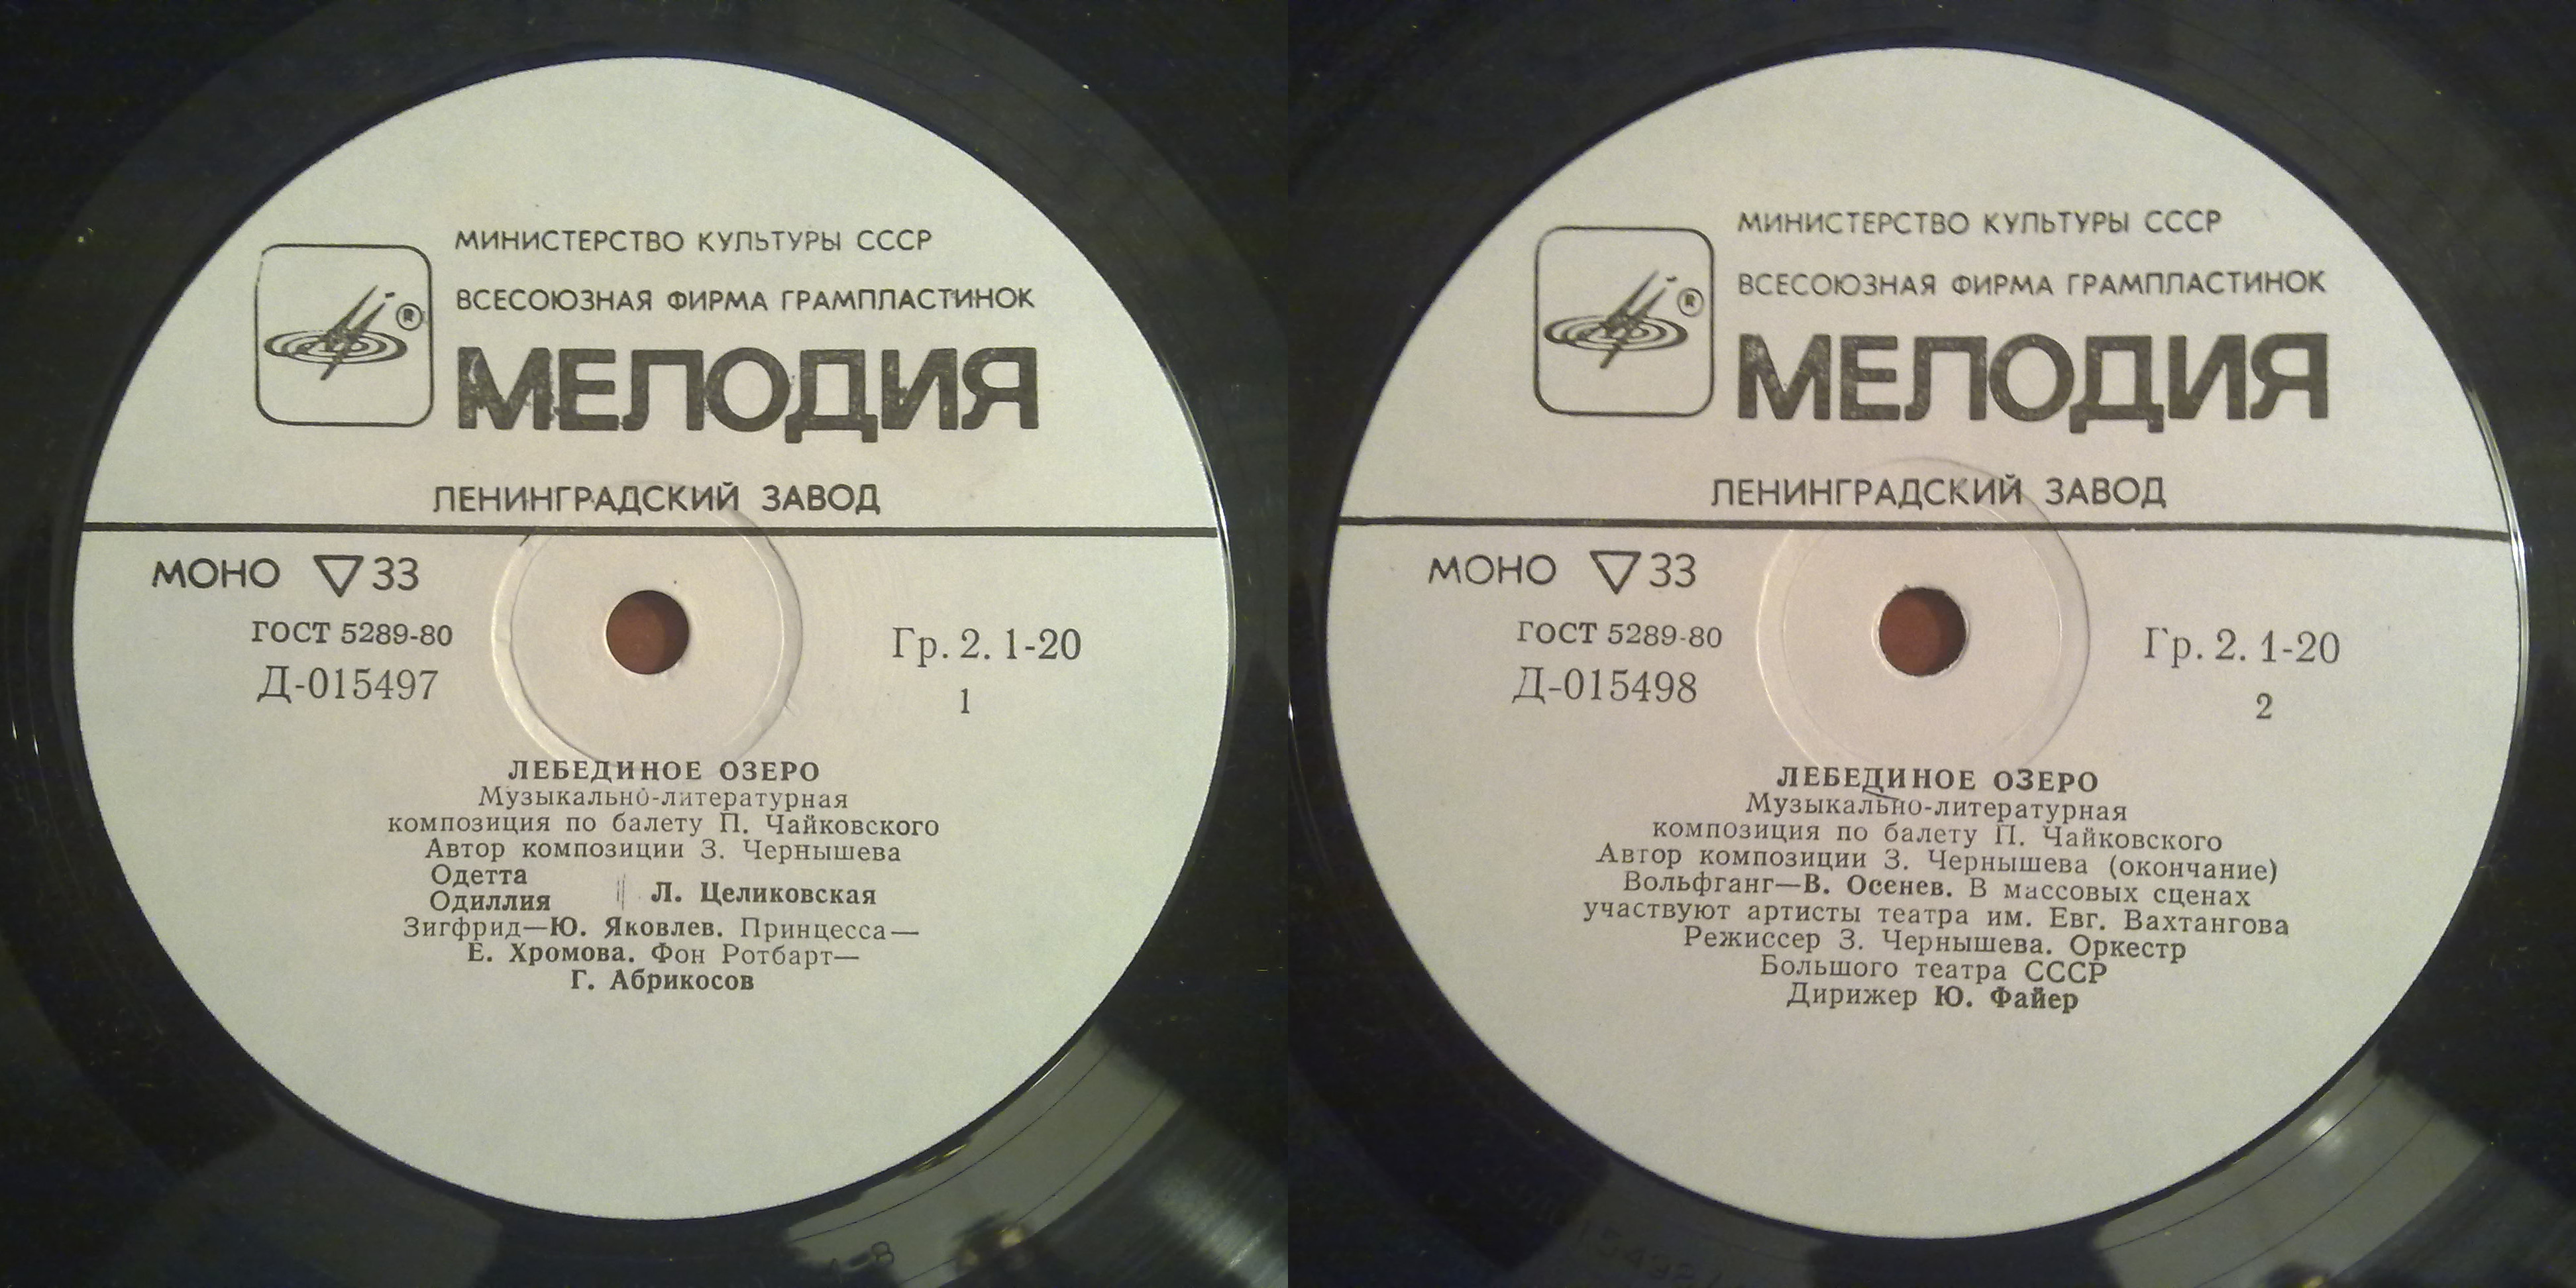 МИНИСТЕРСТВО КУЛЬТУРЫ СССР
ВСЕСОЮЗНАЯ ФИРМА ГРАМПЛАСТИНОК
®
МЕЛОДИЯ
ЛЕНИНГРАДСКИЙ ЗАВОД
МОНО ▽33
ГОСТ 5289-80
Д-015497
Гр. 2. 1-20
1
ЛЕБЕДИНОЕ ОЗЕРО
Музыкально-литературная
композиция по балету П. Чайковского
Автор композиции З. Чернышева
Одетта
Одиллия
Л. Целиковская
Зигфрид—Ю. Яковлев. Принцесса—
Е. Хромова. Фон Ротбарт—
Г. Абрикосов
МИНИСТЕРСТВО КУЛЬТУРЫ СССР
ВСЕСОЮЗНАЯ ФИРМА ГРАМПЛАСТИНОК
®
МЕЛОДИЯ
ЛЕНИНГРАДСКИЙ ЗАВОД
МОНО ▽33
ГОСТ 5289-80
Д-015498
Гр. 2. 1-20
2
ЛЕБЕДИНОЕ ОЗЕРО
Музыкально-литературная
композиция по балету П. Чайковского
Автор композиции З. Чернышева (окончание)
Вольфганг—В. Осенев. В массовых сценах
участвуют артисты театра им. Евг. Вахтангова
Режиссер З. Чернышева. Оркестр
Большого театра СССР
Дирижер Ю. Файер